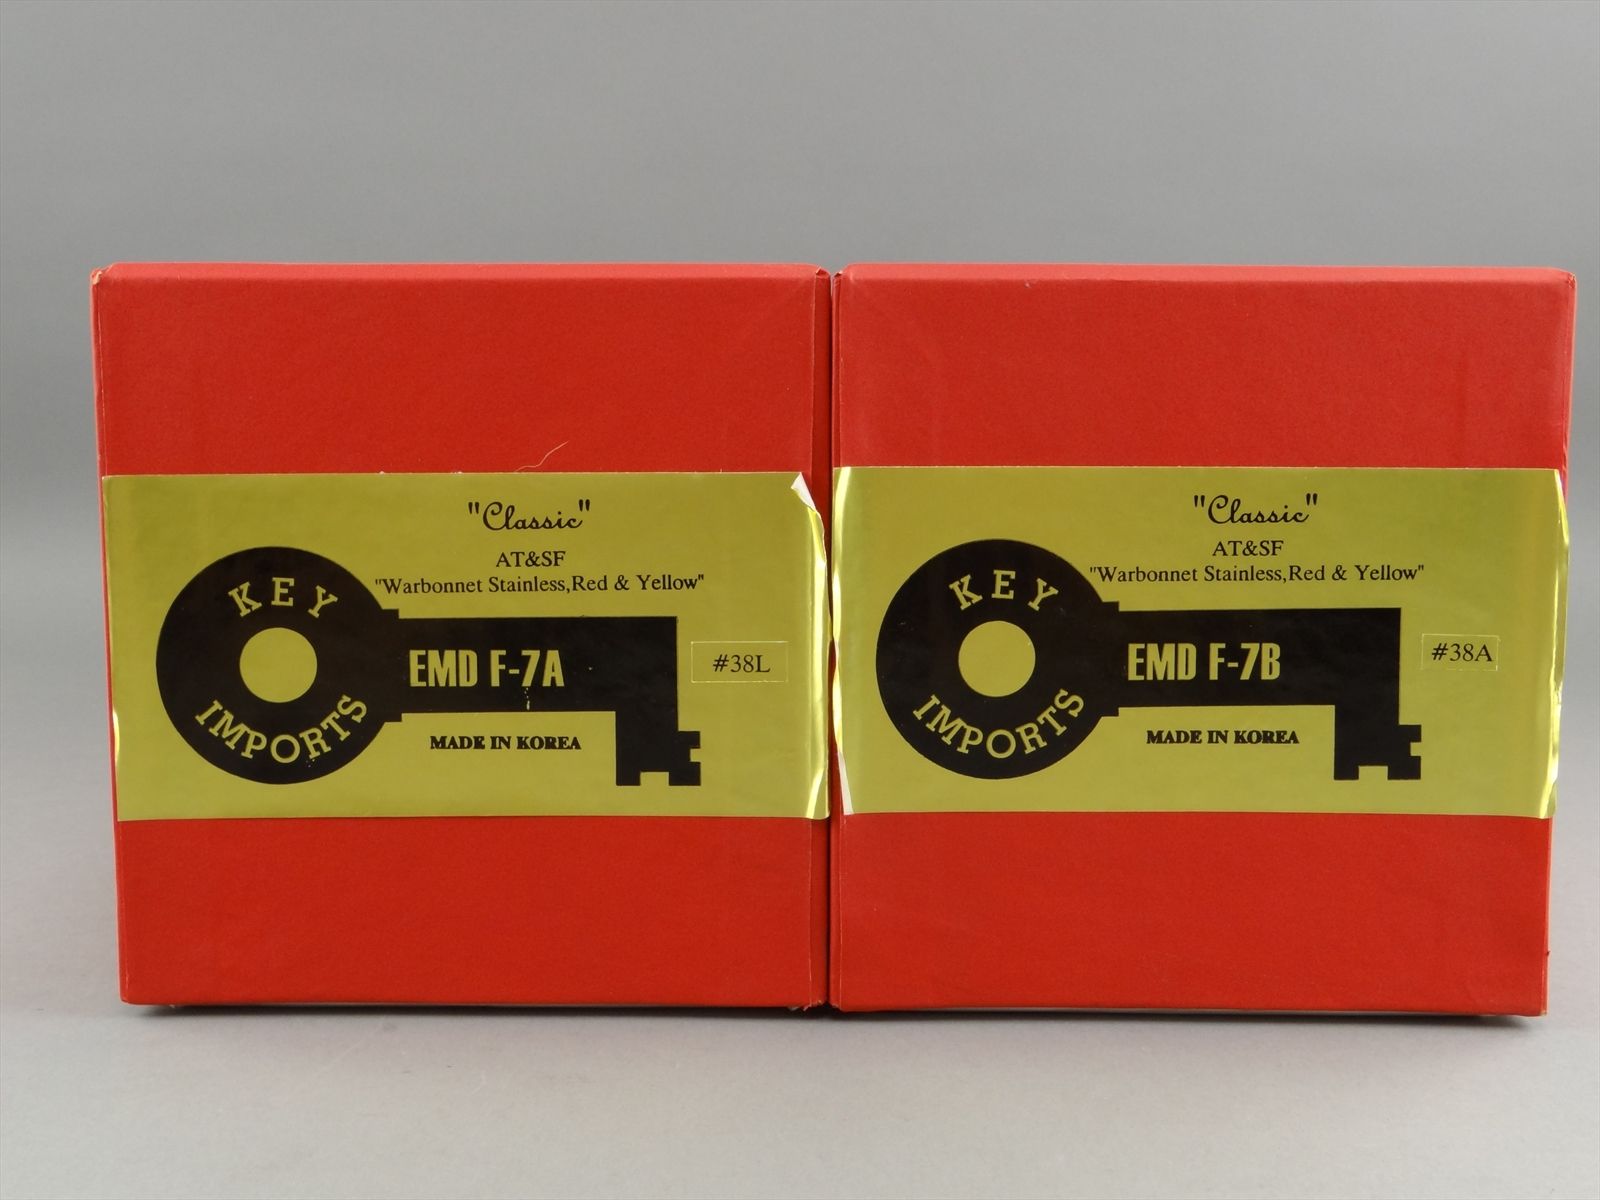 "Classic"
AT&SF
"Warbonnet Stainless,Red & Yellow"
KEY
IMPORTS
EMD F-7A
#38L
MADE IN KOREA
"Classic"
AT&SF
"Warbonnet Stainless,Red & Yellow"
KEY
IMPORTS
EMD F-7B
#38A
MADE IN KOREA